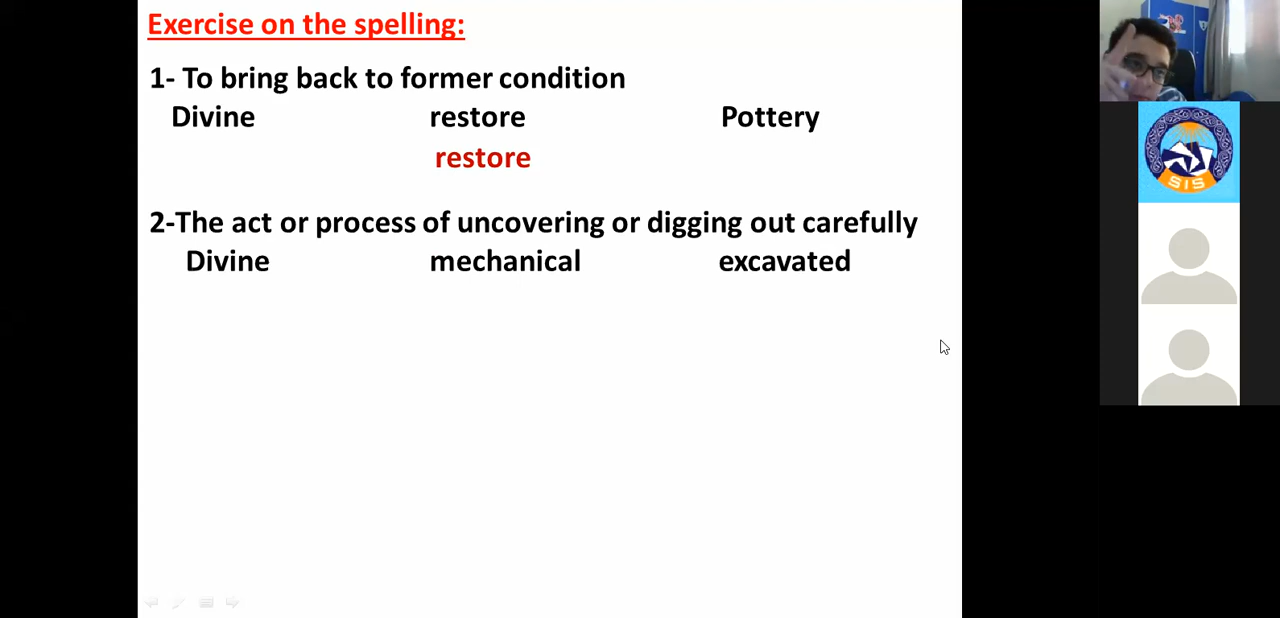 Exercise on the spelling:
1- To bring back to former condition
Divine restore Pottery
restore
2-The act or process of uncovering or digging out carefully
Divine mechanical excavated
SIS